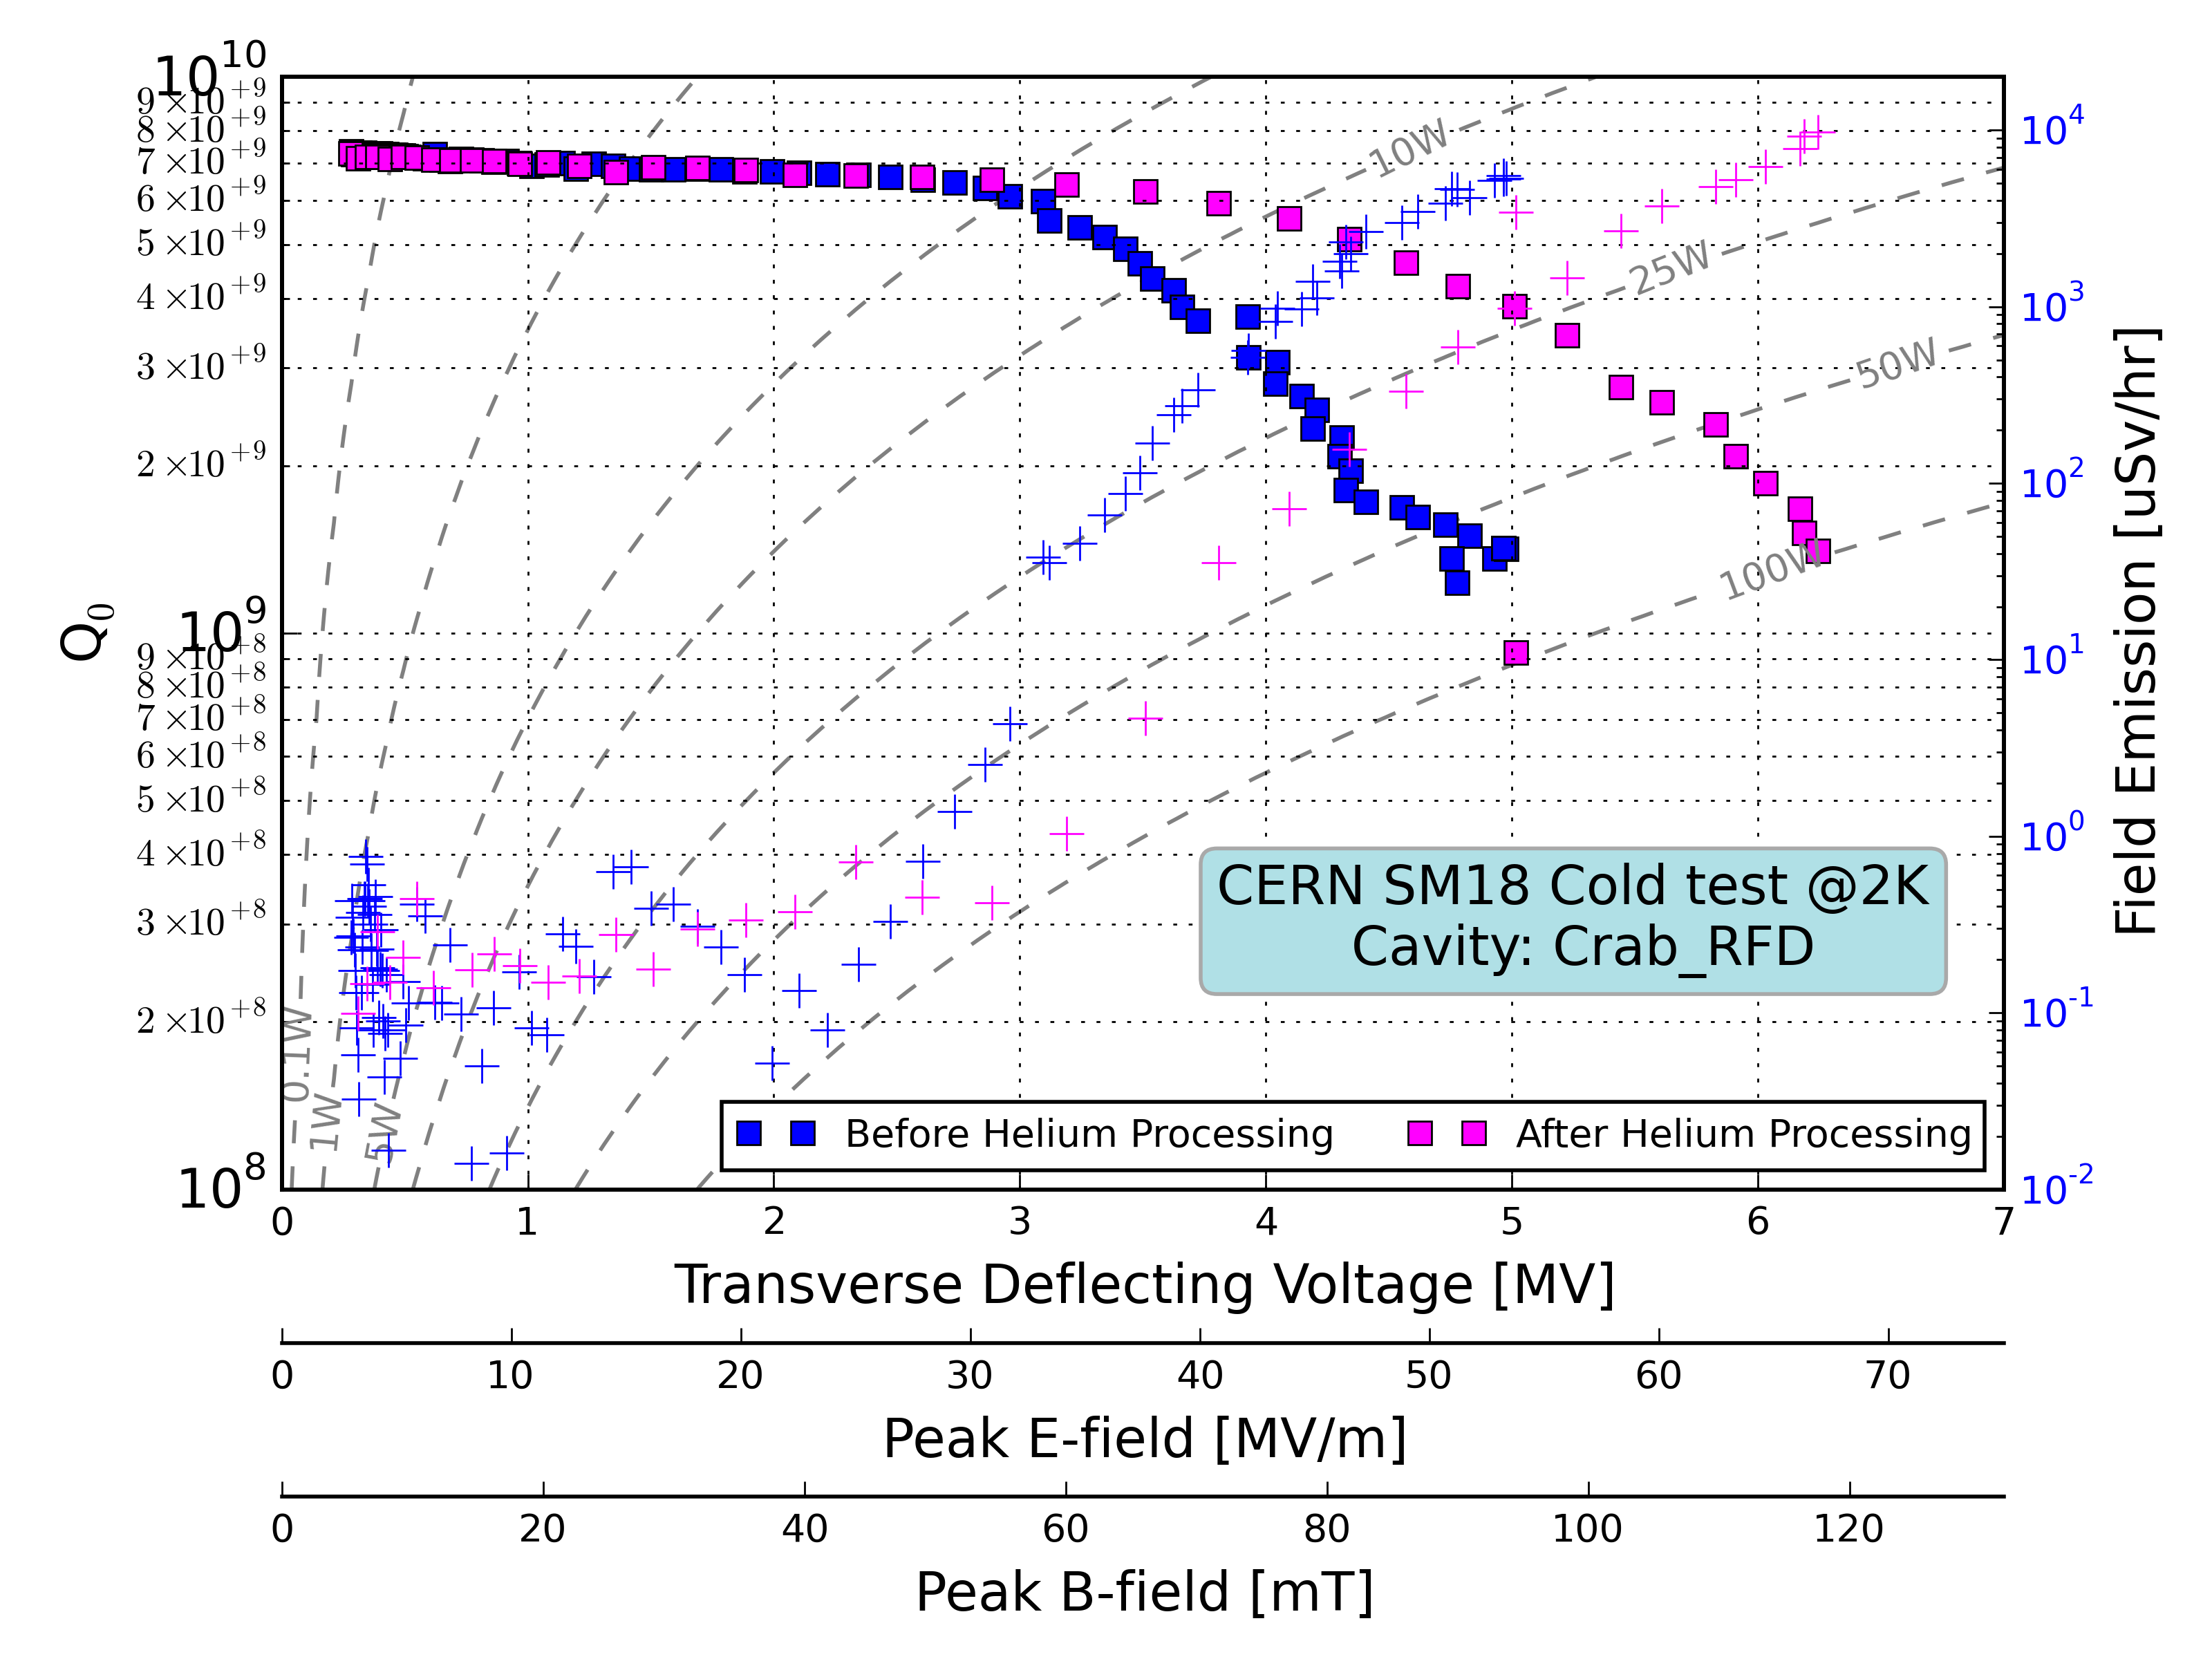 10^10
9 ×10^+9
8 ×10^+9
7 ×10^+9
6 ×10^+9
5 ×10^+9
4 ×10^+9
3 ×10^+9
2 ×10^+9
10^9
9 ×10^+8
8 ×10^+8
7 ×10^+8
6 ×10^+8
5 ×10^+8
4 ×10^+8
3 ×10^+8
2 ×10^+8
10^8
Q_0
0.1W
1W
5W
10W
25W
50W
100W
10^4
10^3
10^2
10^1
10^0
10^-1
10^-2
Field Emission [uSv/hr]
CERN SM18 Cold test @2K
Cavity: Crab_RFD
Before Helium Processing After Helium Processing
0 1 2 3 4 5 6 7
Transverse Deflecting Voltage [MV]
0 10 20 30 40 50 60 70
Peak E-field [MV/m]
0 20 40 60 80 100 120
Peak B-field [mT]